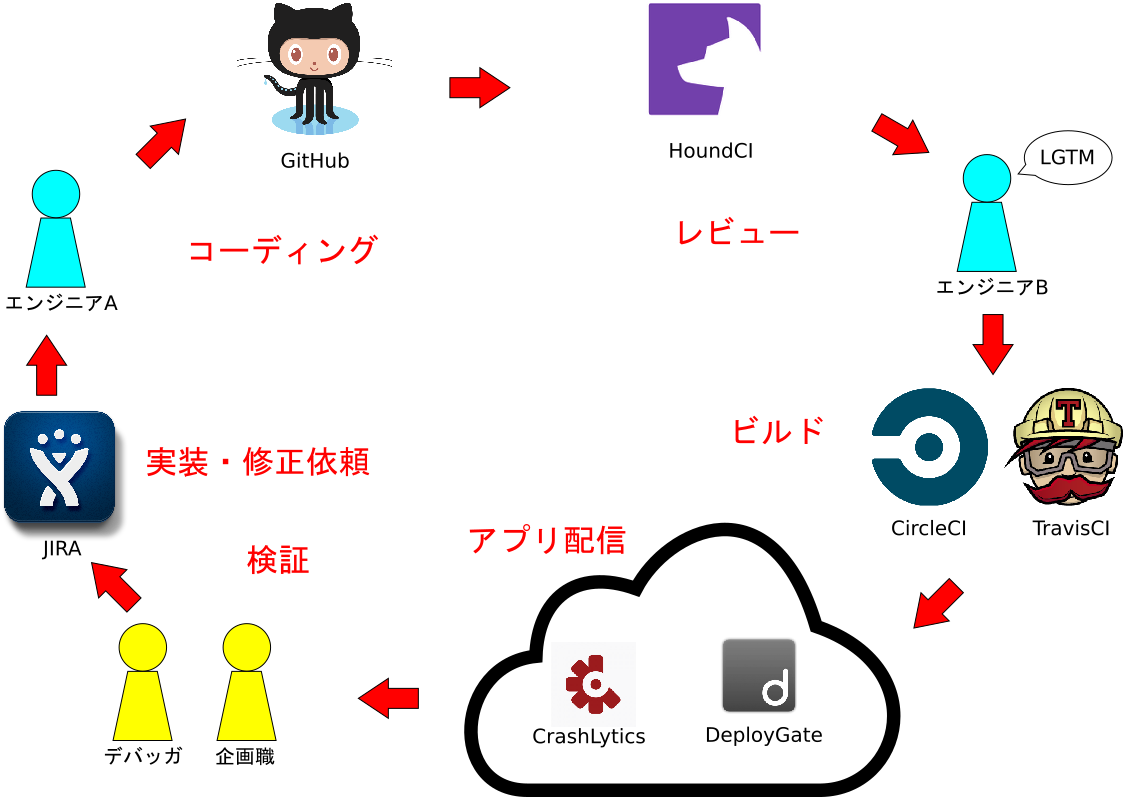 GitHub
HoundCI
LGTM
コーディング
レビュー
エンジニアA
エンジニアB
実装・修正依頼
ビルド
T
CircleCI
TravisCI
JIRA
検証
アプリ配信
d
CrashLytics
DeployGate
デバッガ
企画職